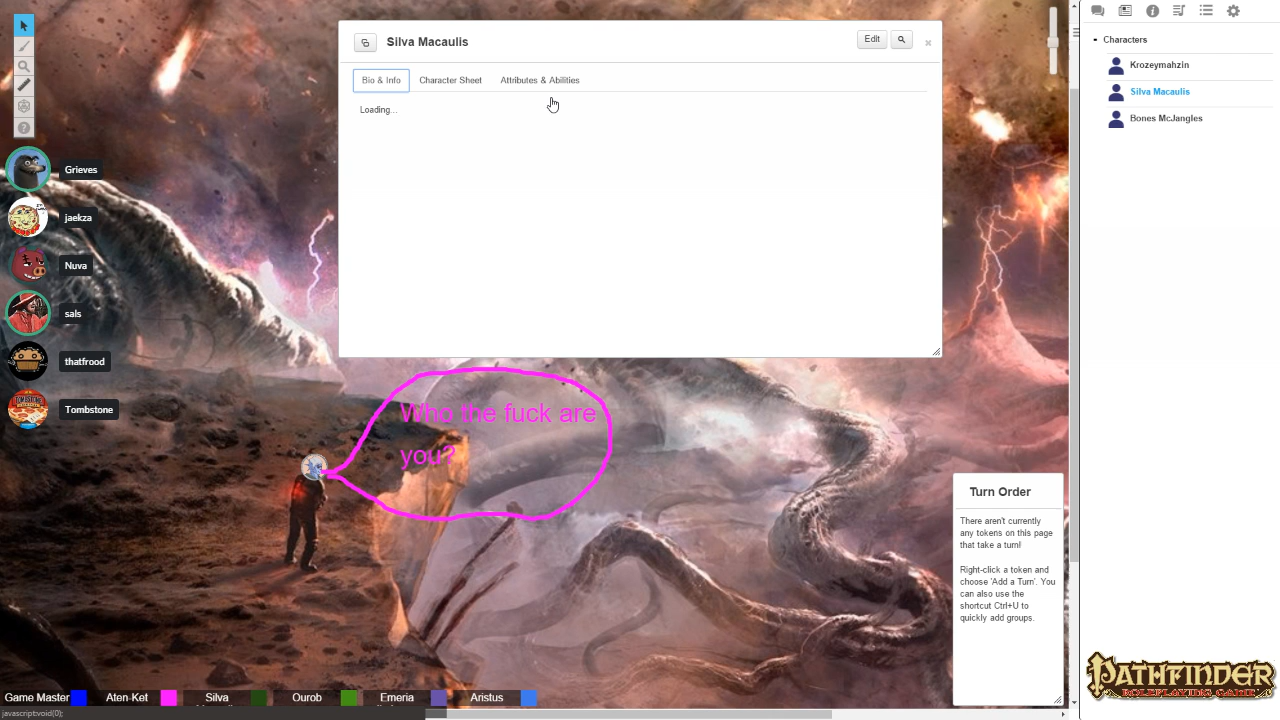 Silva Macaulis
Edit
Bio & Info
Character Sheet
Attributes & Abilities
Loading...
Characters
Krozeymahzin
Silva Macaulis
Bones McJangles
Grieves
jaekza
Nuva
sals
thatfrood
Tombstone
Who the fuck are
you?
Turn Order
There aren't currently
any tokens on this page
that take a turn!
Right-click a token and
choose 'Add a Turn'. You
can also use the
shortcut Ctrl+U to
quickly add groups.
Game Master
Aten-Ket
Silva
Ourob
Emeria
Aristus
javascript:void(0);
PATHFINDER
ROLEPLAYING GAME